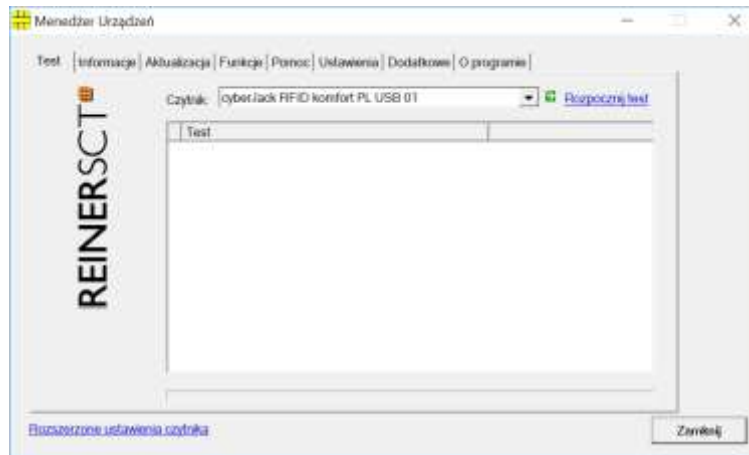 Menedżer Urządzeń
Test Informacje Aktualizacja Funkcje Pomoc Ustawienia Dodatkowe O programie
REINERSCT
Czytnik: cyberJack RFID komfort PL USB 01 Rozpocznij test
Test
Rozszerzone ustawienia czytnika
Zamknij